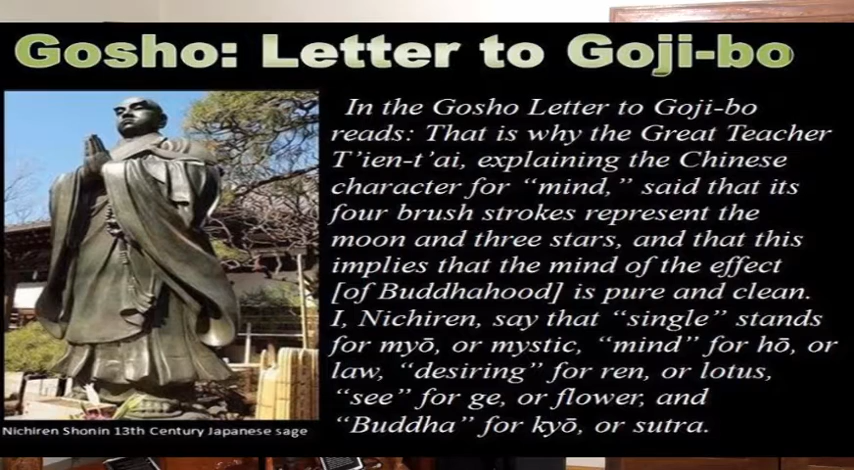 Gosho: Letter to Goji-bo
In the Gosho Letter to Goji-bo
reads: That is why the Great Teacher
T’ien-t’ai, explaining the Chinese
character for “mind,” said that its
four brush strokes represent the
moon and three stars, and that this
implies that the mind of the effect
[of Buddhahood] is pure and clean.
I, Nichiren, say that “single” stands
for myō, or mystic, “mind” for hō, or
law, “desiring” for ren, or lotus,
“see” for ge, or flower, and
“Buddha” for kyō, or sutra.
Nichiren Shonin 13th Century Japanese sage